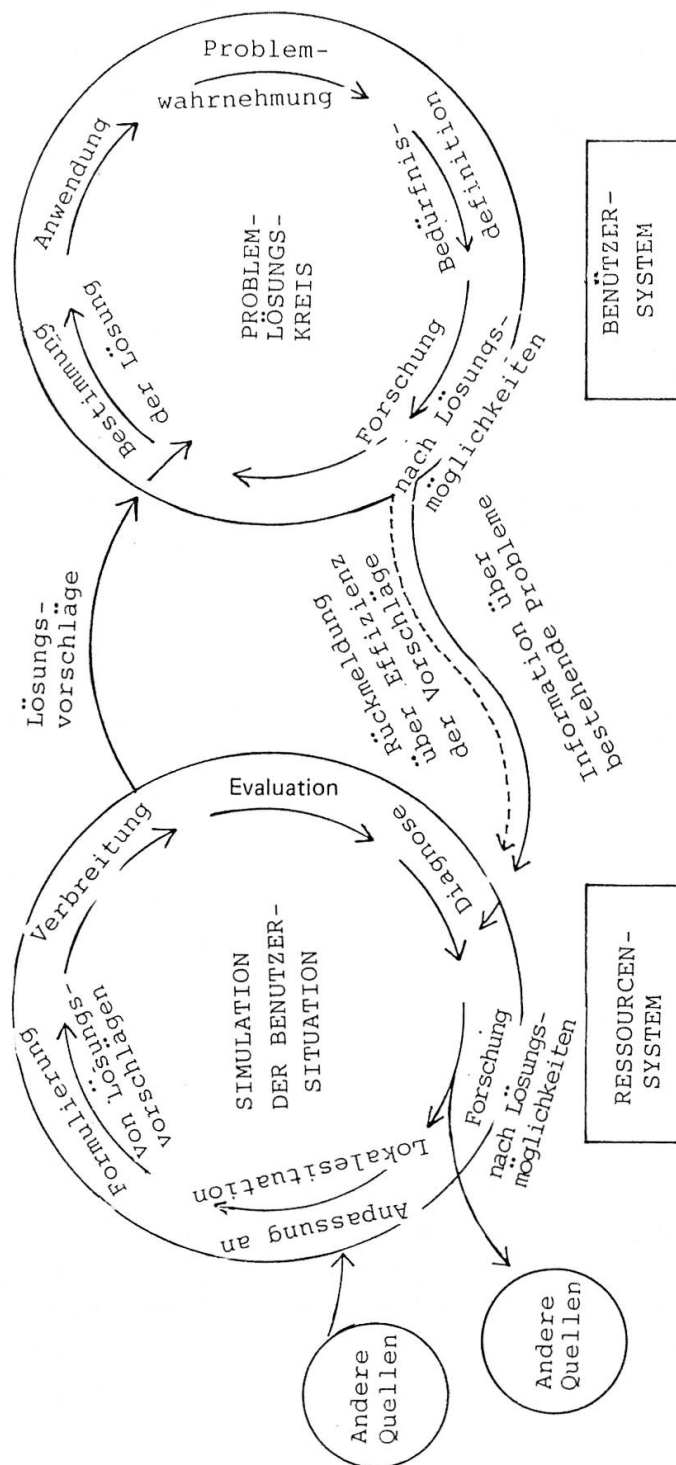 Problem-
wahrnehmung
Bedürfnis-
definition
Forschung
nach Lösungs-
möglichkeiten
Bestimmung
der Lösung
Anwendung
PROBLEM-
LÖSUNGS-
KREIS
BENÜTZER-
SYSTEM
Lösungs-
vorschläge
Rückmeldung
über Effizienz
der Vorschläge
Information über
bestehende Probleme
Evaluation
Diagnose
Forschung
nach Lösungs-
möglichkeiten
Anpassung an
Lokalesituation
Formulierung
von Lösungs-
vorschlagen
Verbreitung
SIMULATION
DER BENUTZER-
SITUATION
RESSOURCEN-
SYSTEM
Andere
Quellen
Andere
Quellen